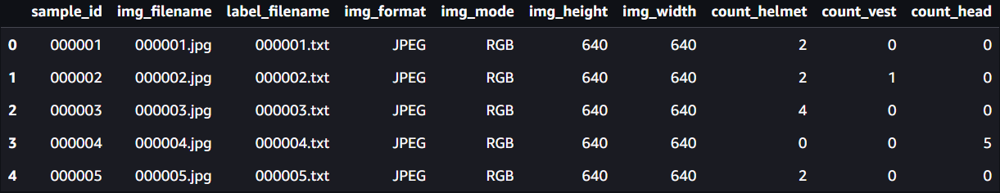 sample_id img_filename label_filename img_format img_mode img_height img_width count_helmet count_vest count_head
0 000001 000001.jpg 000001.txt JPEG RGB 640 640 2 0 0
1 000002 000002.jpg 000002.txt JPEG RGB 640 640 2 1 0
2 000003 000003.jpg 000003.txt JPEG RGB 640 640 4 0 0
3 000004 000004.jpg 000004.txt JPEG RGB 640 640 0 0 5
4 000005 000005.jpg 000005.txt JPEG RGB 640 640 2 0 0